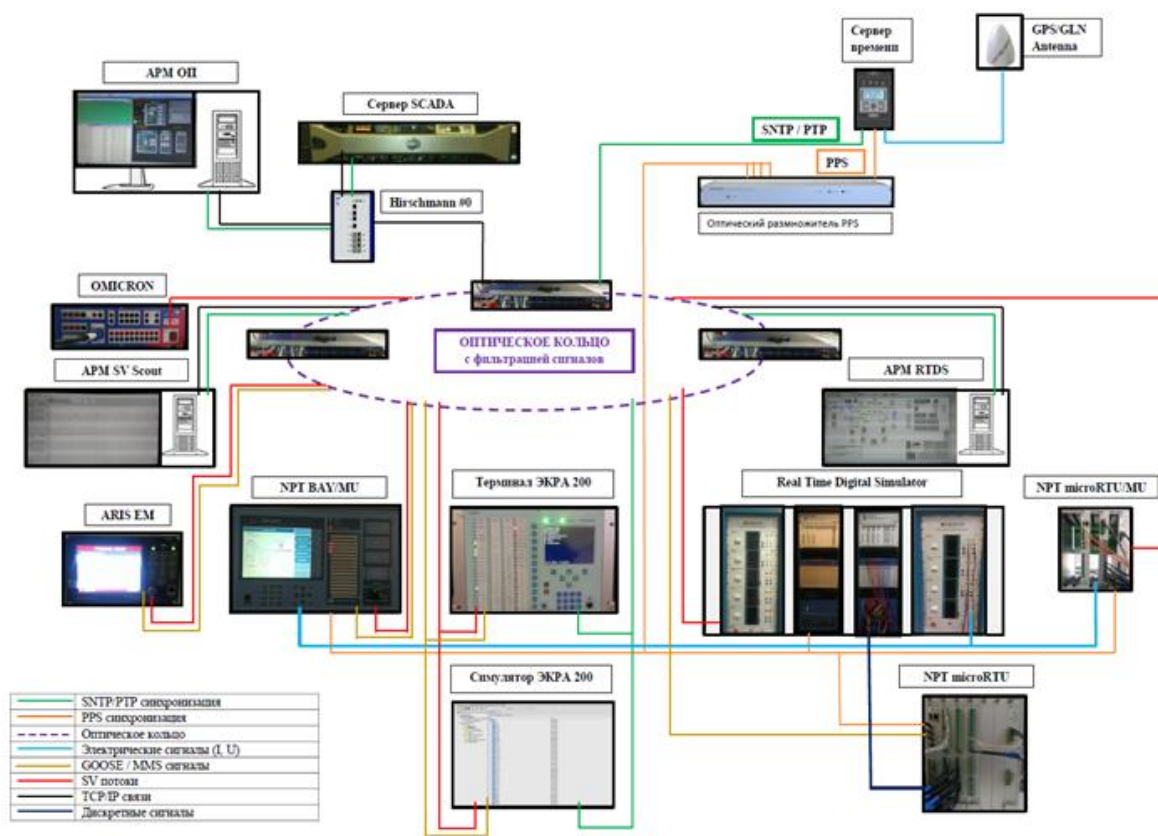 Сервер
времени
GPS/GLN
Antenna
АРМ ОП
Сервер SCADA
SNTP / PTP
PPS
Hirschmann #0
Оптический размножитель PPS
OMICRON
ОПТИЧЕСКОЕ КОЛЬЦО
с фильтрацией сигналов
АРМ SV Scout
АРМ RTDS
ARIS EM
NPT BAY/MU
Терминал ЭКРА 200
Real Time Digital Simulator
NPT microRTU/MU
Симулятор ЭКРА 200
NPT microRTU
SNTP/PTP синхронизация
PPS синхронизация
Оптическое кольцо
Электрические сигналы (I, U)
GOOSE / MMS сигналы
SV потоки
TCP/IP связи
Дискретные сигналы